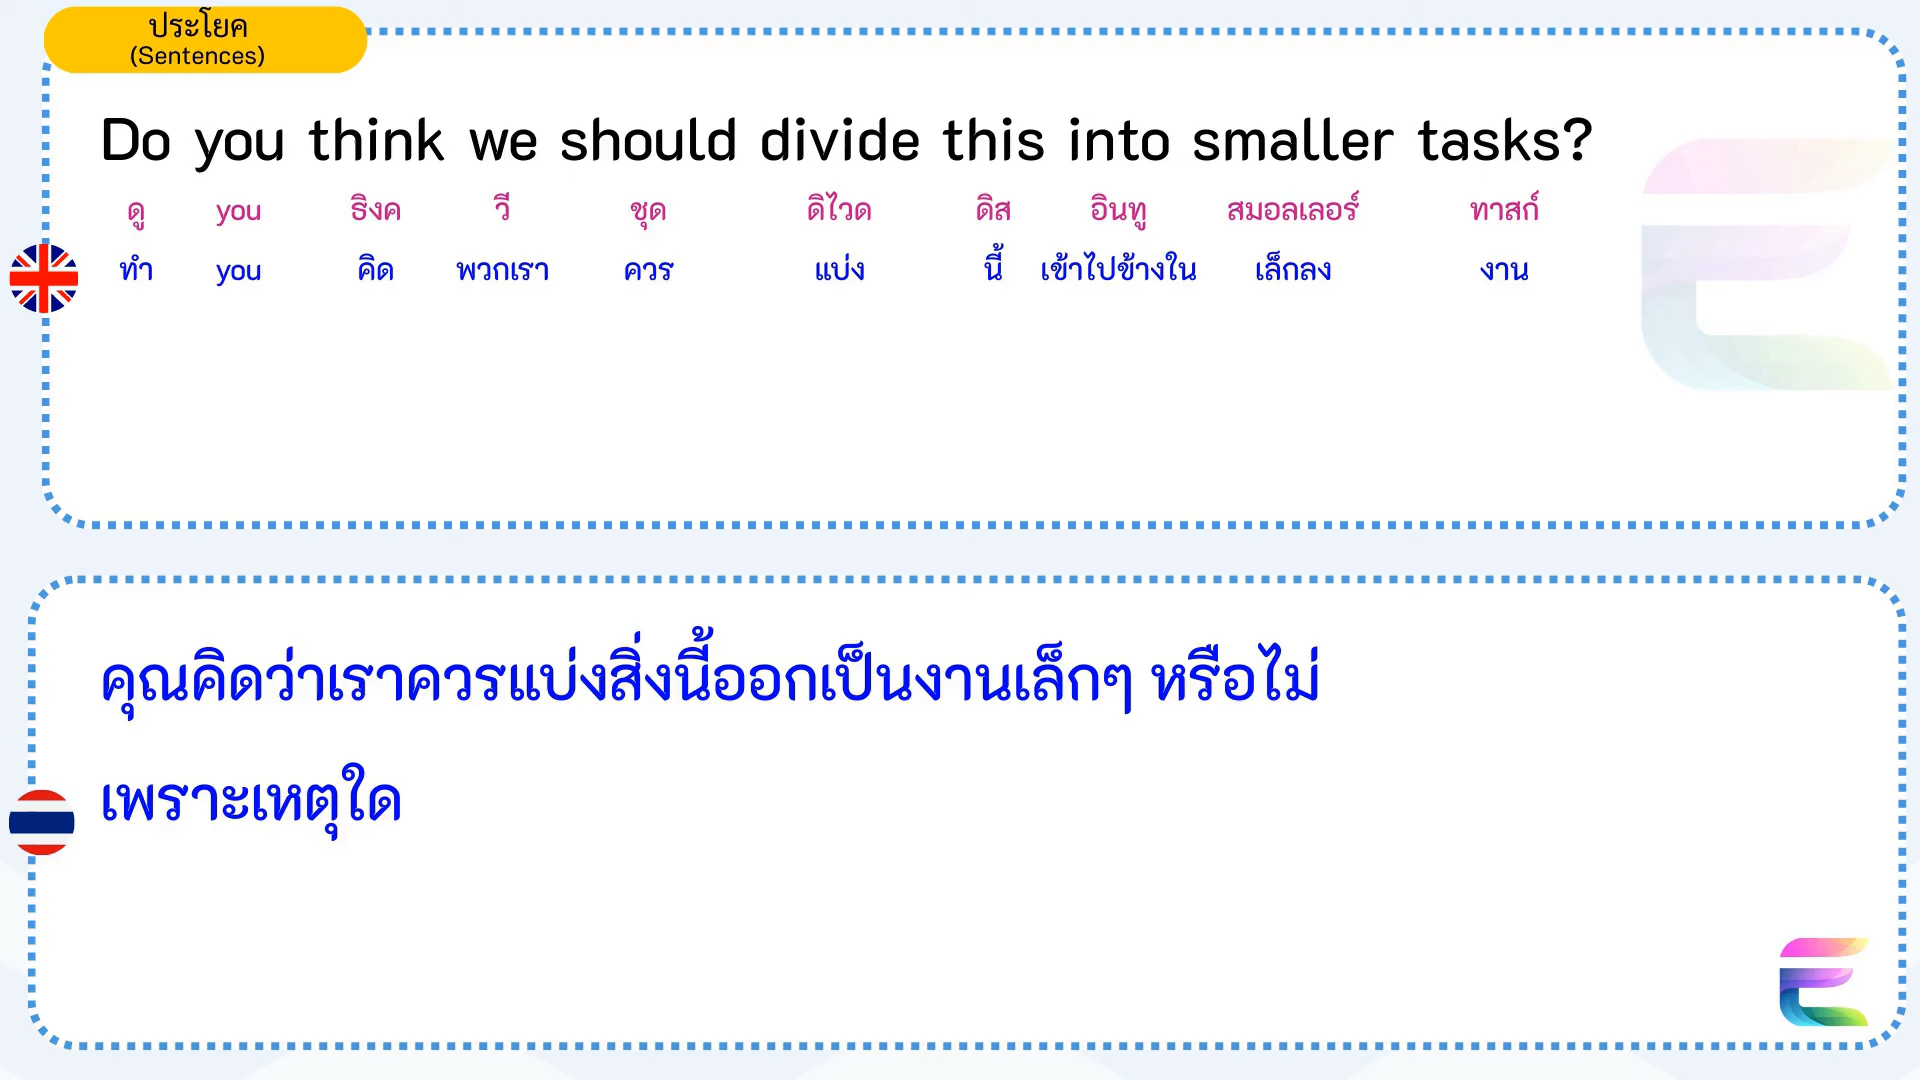 ประโยค
(Sentences)
Do you think we should divide this into smaller tasks?
ดู you ธิงค วี ชุด ดิไวด ดิส อินทู สมอลเลอร์ ทาสก์
ทำ you คิด พวกเรา ควร แบ่ง นี้ เข้าไปข้างใน เล็กลง งาน
คุณคิดว่าเราควรแบ่งสิ่งนี้ออกเป็นงานเล็กๆ หรือไม่
เพราะเหตุใด